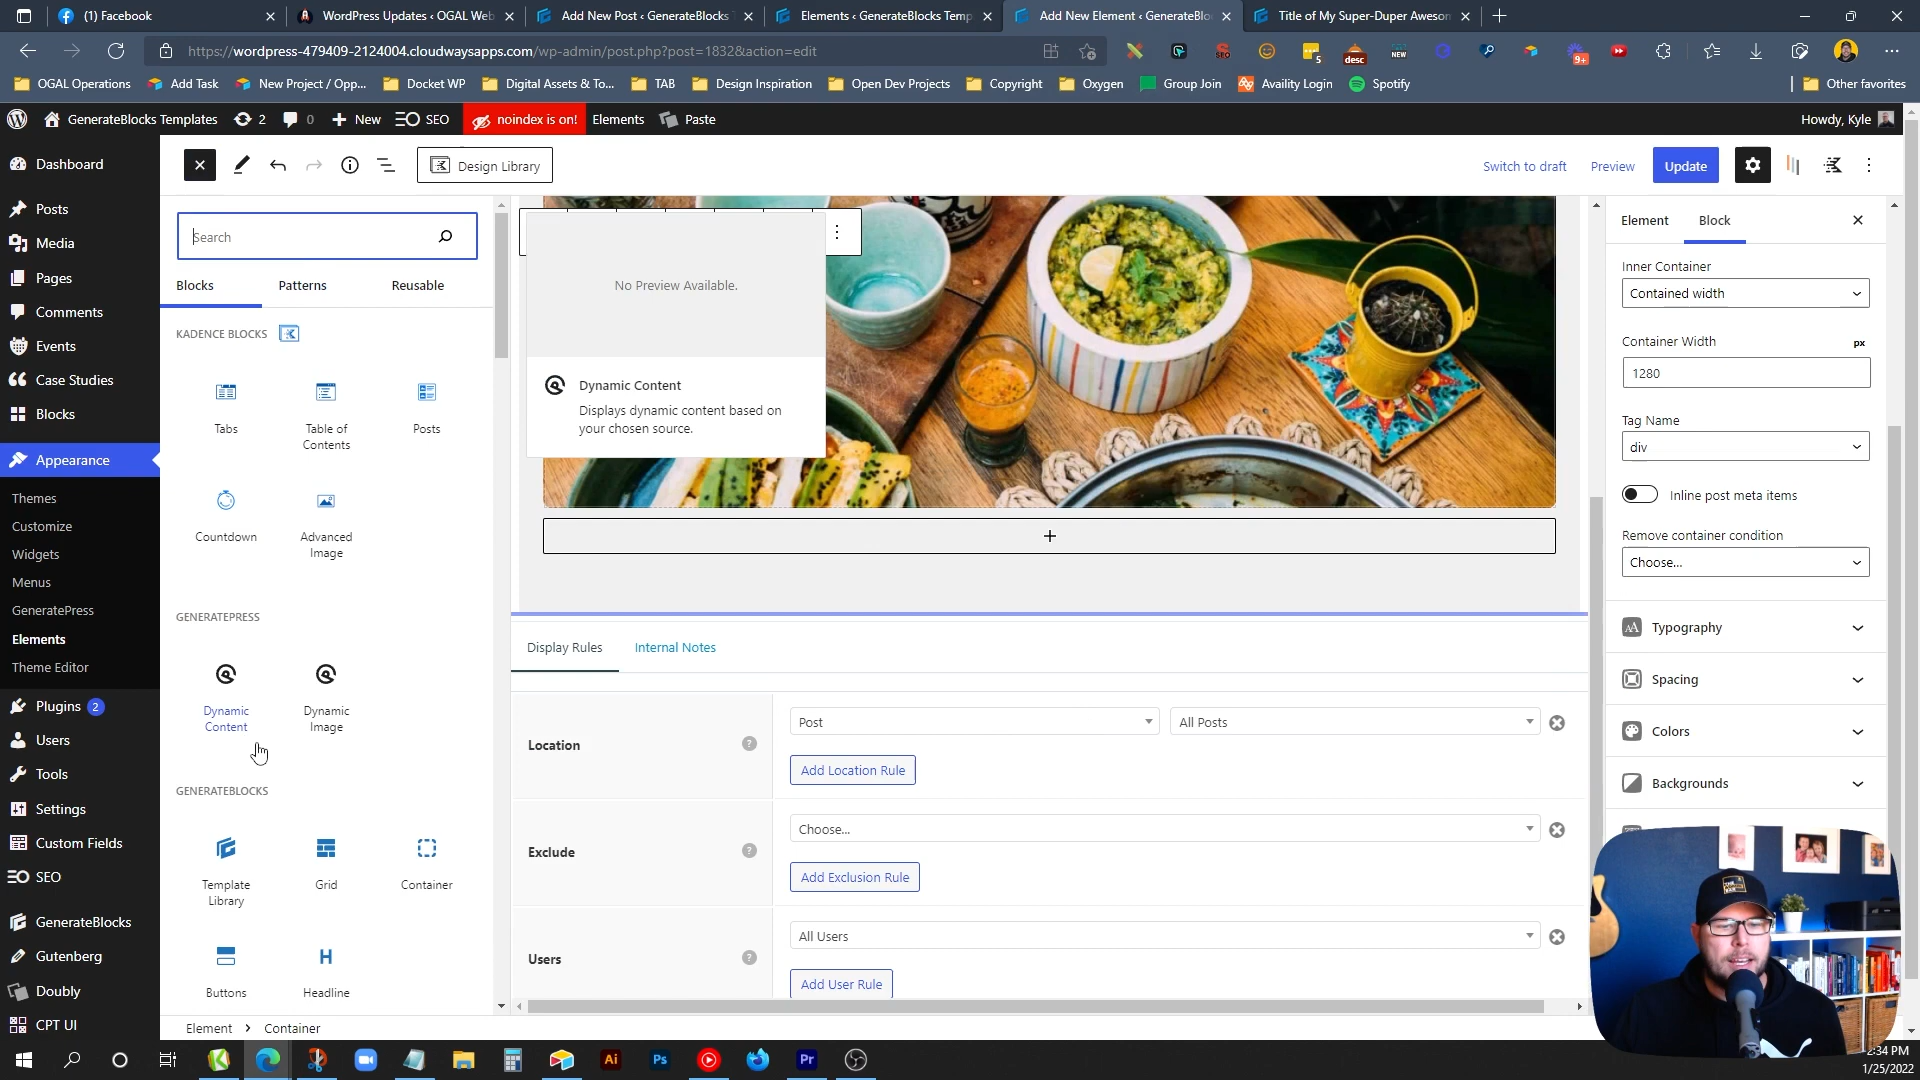 (1) Facebook
WordPress Updates ‹ OGAL Web
Add New Post ‹ GenerateBlocks T
Elements ‹ GenerateBlocks Temp
Add New Element ‹ GenerateBlo
Title of My Super-Duper Aweson
https://wordpress-479409-2124004.cloudwaysapps.com/wp-admin/post.php?post=1832&action=edit
SEO
5
desc
NEW
9+
OGAL Operations
Add Task
New Project / Opp...
Docket WP
Digital Assets & To...
TAB
Design Inspiration
Open Dev Projects
Copyright
Oxygen
Group Join
Availity Login
Spotify
Other favorites
GenerateBlocks Templates
2
0
New
SEO
noindex is on!
Elements
Paste
Howdy, Kyle
Dashboard
Posts
Media
Pages
Comments
Events
Case Studies
Blocks
Appearance
Themes
Customize
Widgets
Menus
GeneratePress
Elements
Theme Editor
Plugins 2
Users
Tools
Settings
Custom Fields
SEO
GenerateBlocks
Gutenberg
Doubly
CPT UI
Design Library
Switch to draft
Preview
Update
Search
Blocks
Patterns
Reusable
KADENCE BLOCKS
Tabs
Table of
Contents
Posts
Countdown
Advanced
Image
GENERATEPRESS
Dynamic
Content
Dynamic
Image
GENERATEBLOCKS
Template
Library
Grid
Container
Buttons
Headline
No Preview Available.
Dynamic Content
Displays dynamic content based on
your chosen source.
Display Rules
Internal Notes
Location
?
Post
All Posts
Add Location Rule
Exclude
?
Choose...
Add Exclusion Rule
Users
?
All Users
Add User Rule
Element
Block
Inner Container
Contained width
Container Width
px
1280
Tag Name
div
Inline post meta items
Remove container condition
Choose...
Typography
Spacing
Colors
Backgrounds
Element > Container
Ai
Ps
Pr
2:34 PM
1/25/2022